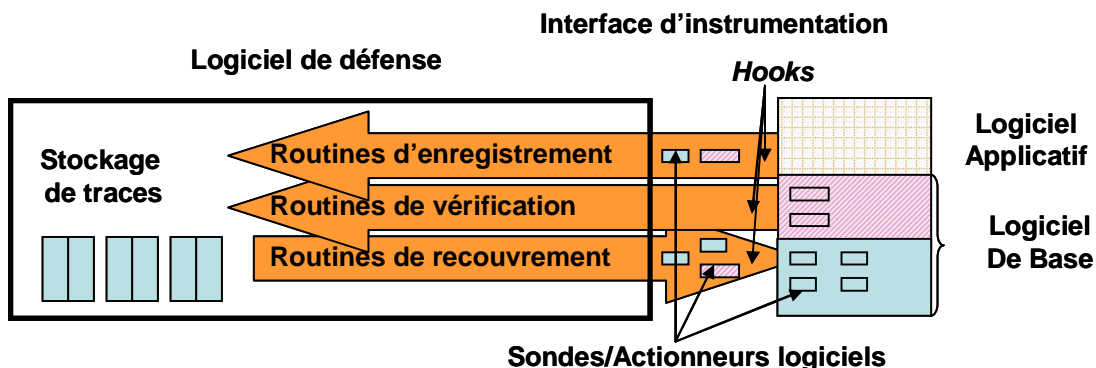 Interface d'instrumentation
Logiciel de défense
Hooks
Stockage
de traces
Routines d'enregistrement
Routines de vérification
Routines de recouvrement
Logiciel
Applicatif
Logiciel
De Base
Sondes/Actionneurs logiciels